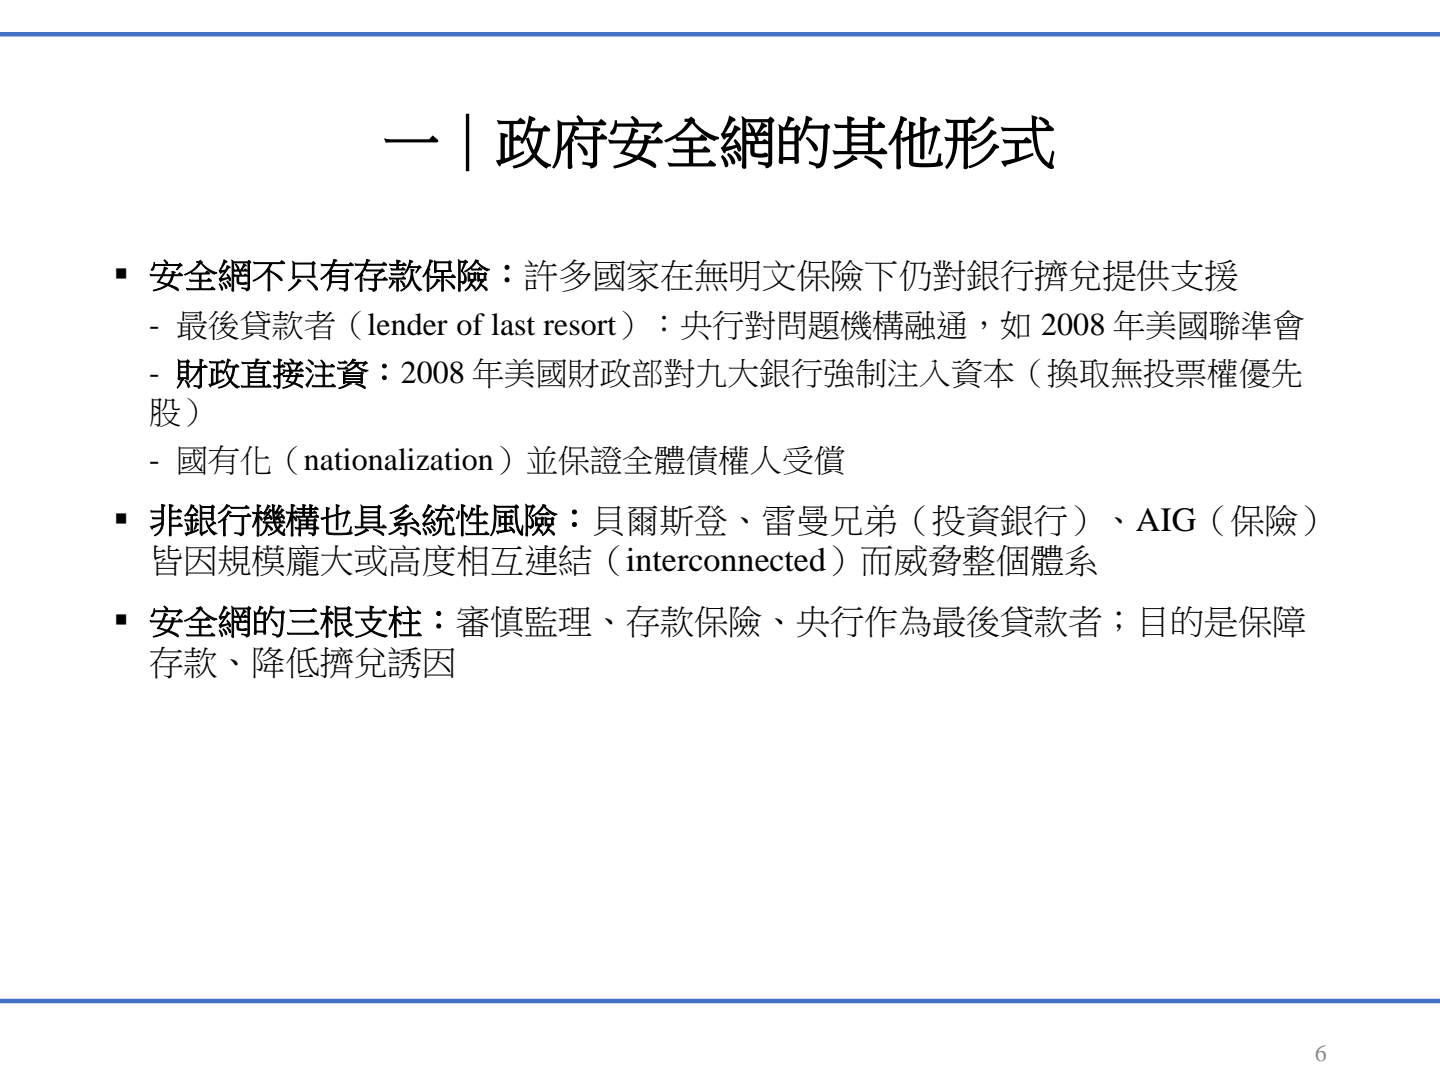 一｜政府安全網的其他形式
▪ 安全網不只有存款保險：許多國家在無明文保險下仍對銀行擠兌提供支援
- 最後貸款者（lender of last resort）：央行對問題機構融通，如 2008 年美國聯準會
- 財政直接注資：2008 年美國財政部對九大銀行強制注入資本（換取無投票權優先
股）
- 國有化（nationalization）並保證全體債權人受償
▪ 非銀行機構也具系統性風險：貝爾斯登、雷曼兄弟（投資銀行）、AIG（保險）
皆因規模龐大或高度相互連結（interconnected）而威脅整個體系
▪ 安全網的三根支柱：審慎監理、存款保險、央行作為最後貸款者；目的是保障
存款、降低擠兌誘因
6